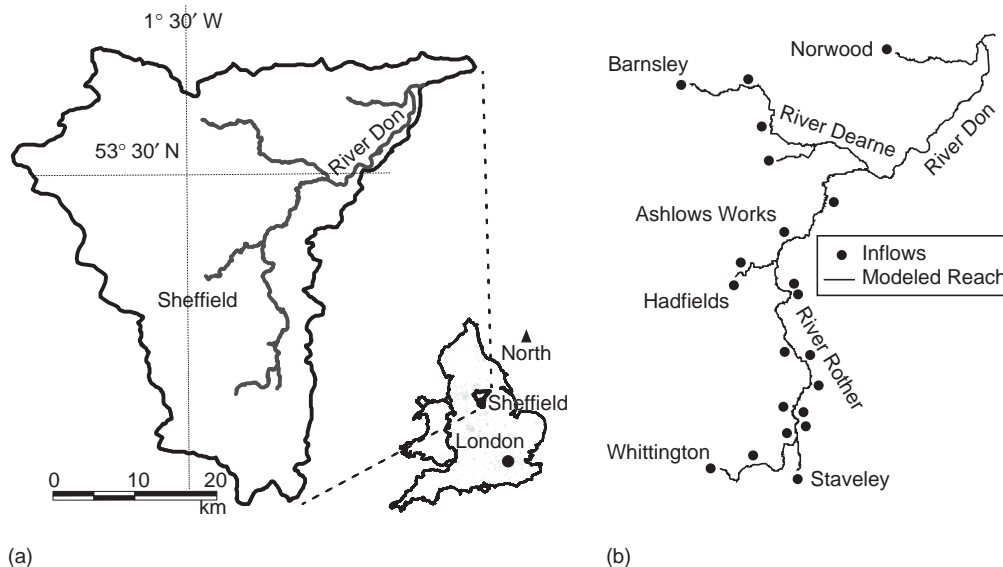 1° 30′ W
River Don
53° 30′ N
Sheffield
North
Sheffield
London
0 10 20
km
(a)
Norwood
Barnsley
River Dearne
River Don
Ashlows Works
Inflows
Modeled Reach
Hadfields
River Rother
Whittington
Staveley
(b)